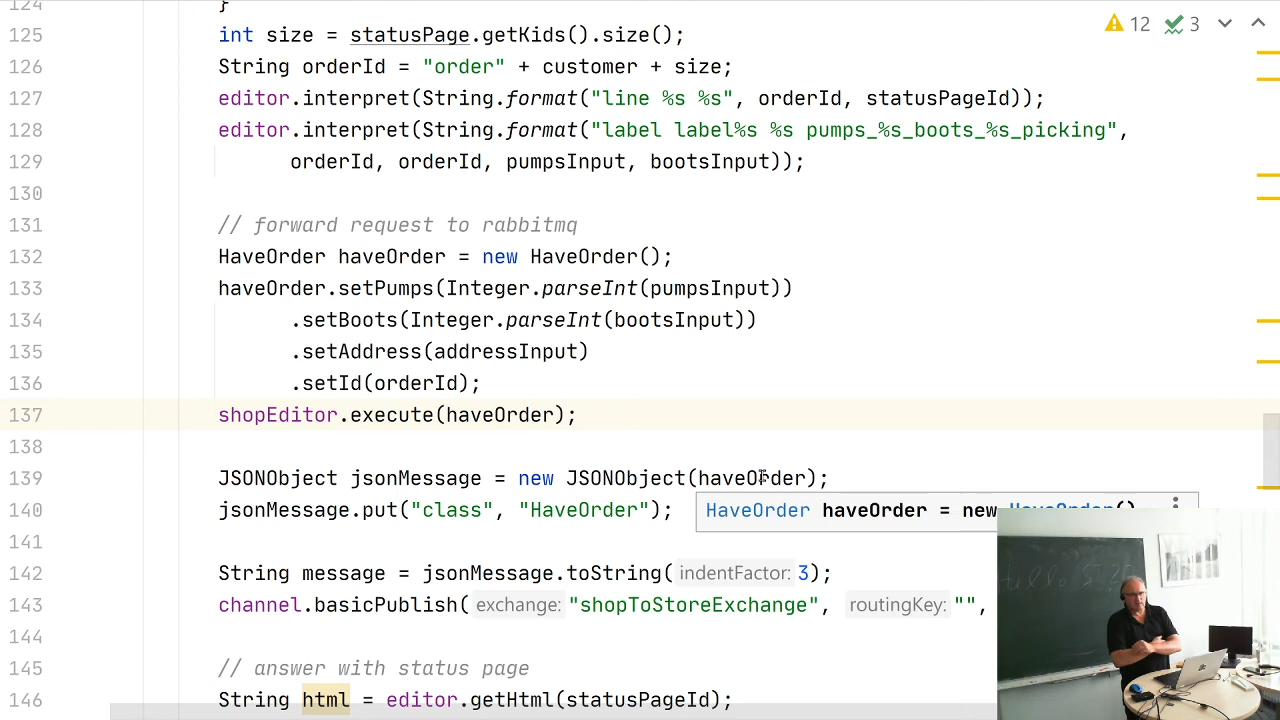 124 }
125 int size = statusPage.getKids().size();
126 String orderId = "order" + customer + size;
127 editor.interpret(String.format("line %s %s", orderId, statusPageId));
128 editor.interpret(String.format("label label%s %s pumps_%s_boots_%s_picking",
129 orderId, orderId, pumpsInput, bootsInput));
130
131 // forward request to rabbitmq
132 HaveOrder haveOrder = new HaveOrder();
133 haveOrder.setPumps(Integer.parseInt(pumpsInput))
134 .setBoots(Integer.parseInt(bootsInput))
135 .setAddress(addressInput)
136 .setId(orderId);
137 shopEditor.execute(haveOrder);
138
139 JSONObject jsonMessage = new JSONObject(haveOrder);
140 jsonMessage.put("class", "HaveOrder");
HaveOrder haveOrder = new HaveOrder()
141
142 String message = jsonMessage.toString( indentFactor: 3);
143 channel.basicPublish( exchange: "shopToStoreExchange", routingKey: "",
144
145 // answer with status page
146 String html = editor.getHtml(statusPageId);
12 3
Hello